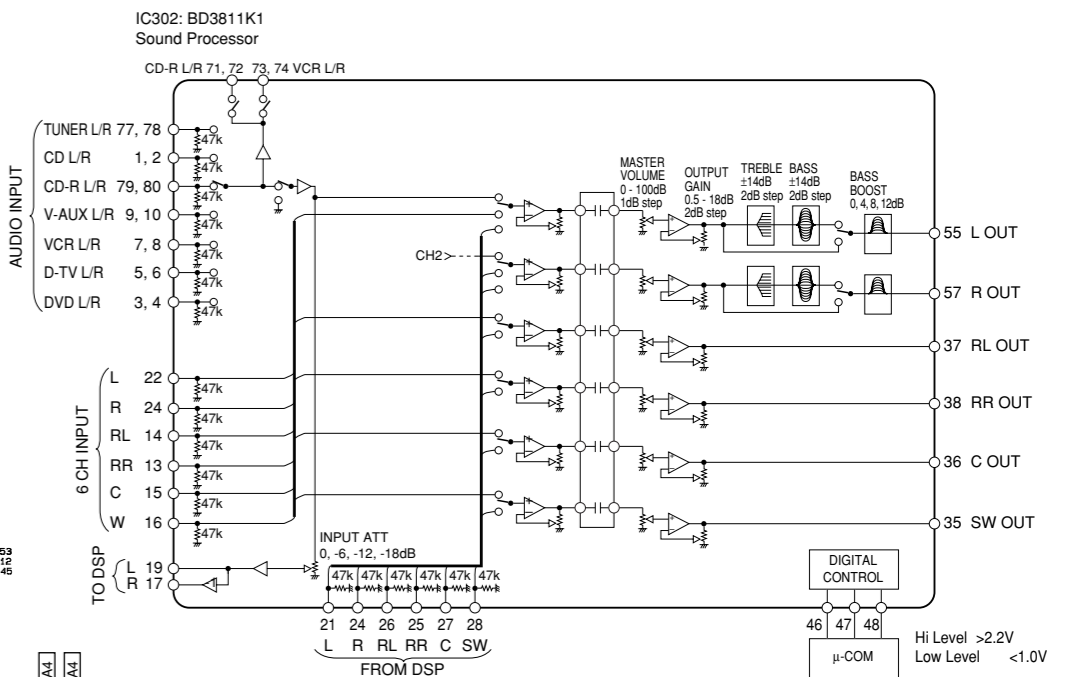 IC302: BD3811K1
Sound Processor
CD-R L/R 71, 72 73, 74 VCR L/R
AUDIO INPUT
TUNER L/R 77, 78
47k
CD L/R 1, 2
47k
CD-R L/R 79, 80
47k
V-AUX L/R 9, 10
47k
VCR L/R 7, 8
47k
D-TV L/R 5, 6
47k
DVD L/R 3, 4
47k
MASTER
VOLUME
0 - 100dB
1dB step
OUTPUT
GAIN
0.5 - 18dB
2dB step
TREBLE
±14dB
2dB step
BASS
±14dB
2dB step
BASS
BOOST
0, 4, 8, 12dB
CH2
55 L OUT
57 R OUT
37 RL OUT
38 RR OUT
36 C OUT
35 SW OUT
6 CH INPUT
L 22
47k
R 24
47k
RL 14
47k
RR 13
47k
C 15
47k
W 16
47k
TO DSP
L 19
R 17
INPUT ATT
0, -6, -12, -18dB
47k 47k 47k 47k 47k 47k
21 24 26 25 27 28
L R RL RR C SW
FROM DSP
DIGITAL
CONTROL
46 47 48
µ-COM
Hi Level >2.2V
Low Level <1.0V
53
12
45
A4
A4